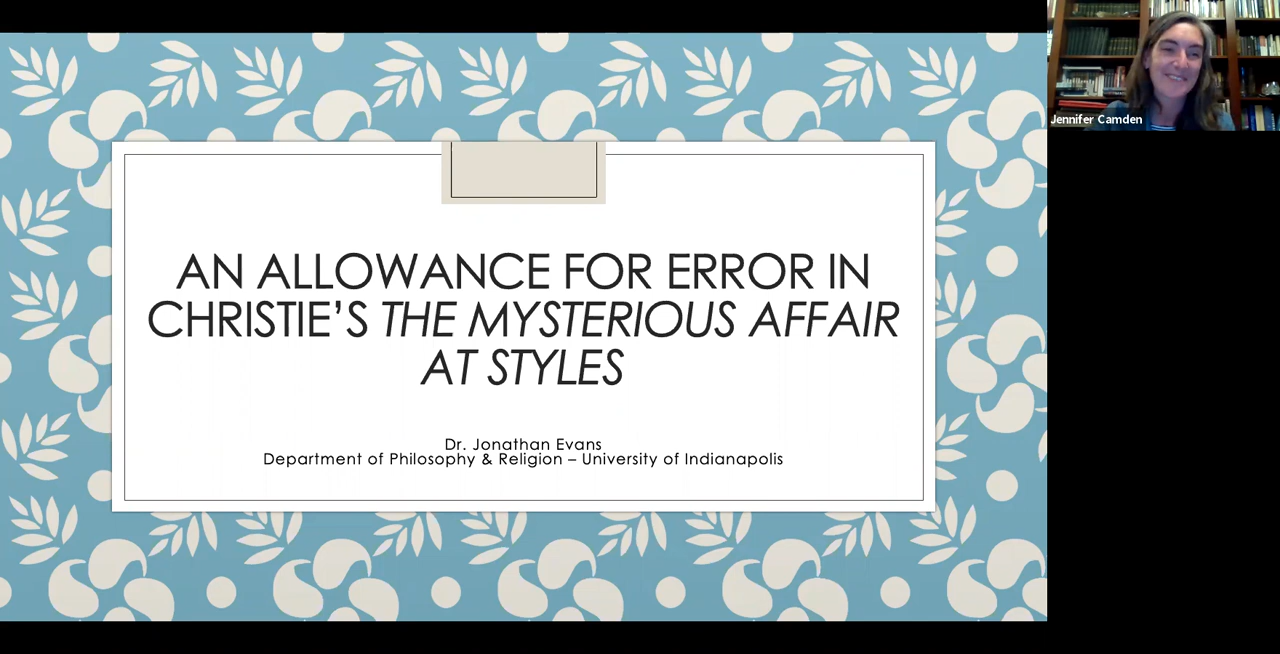 Jennifer Camden
AN ALLOWANCE FOR ERROR IN
CHRISTIE’S THE MYSTERIOUS AFFAIR
AT STYLES
Dr. Jonathan Evans
Department of Philosophy & Religion – University of Indianapolis